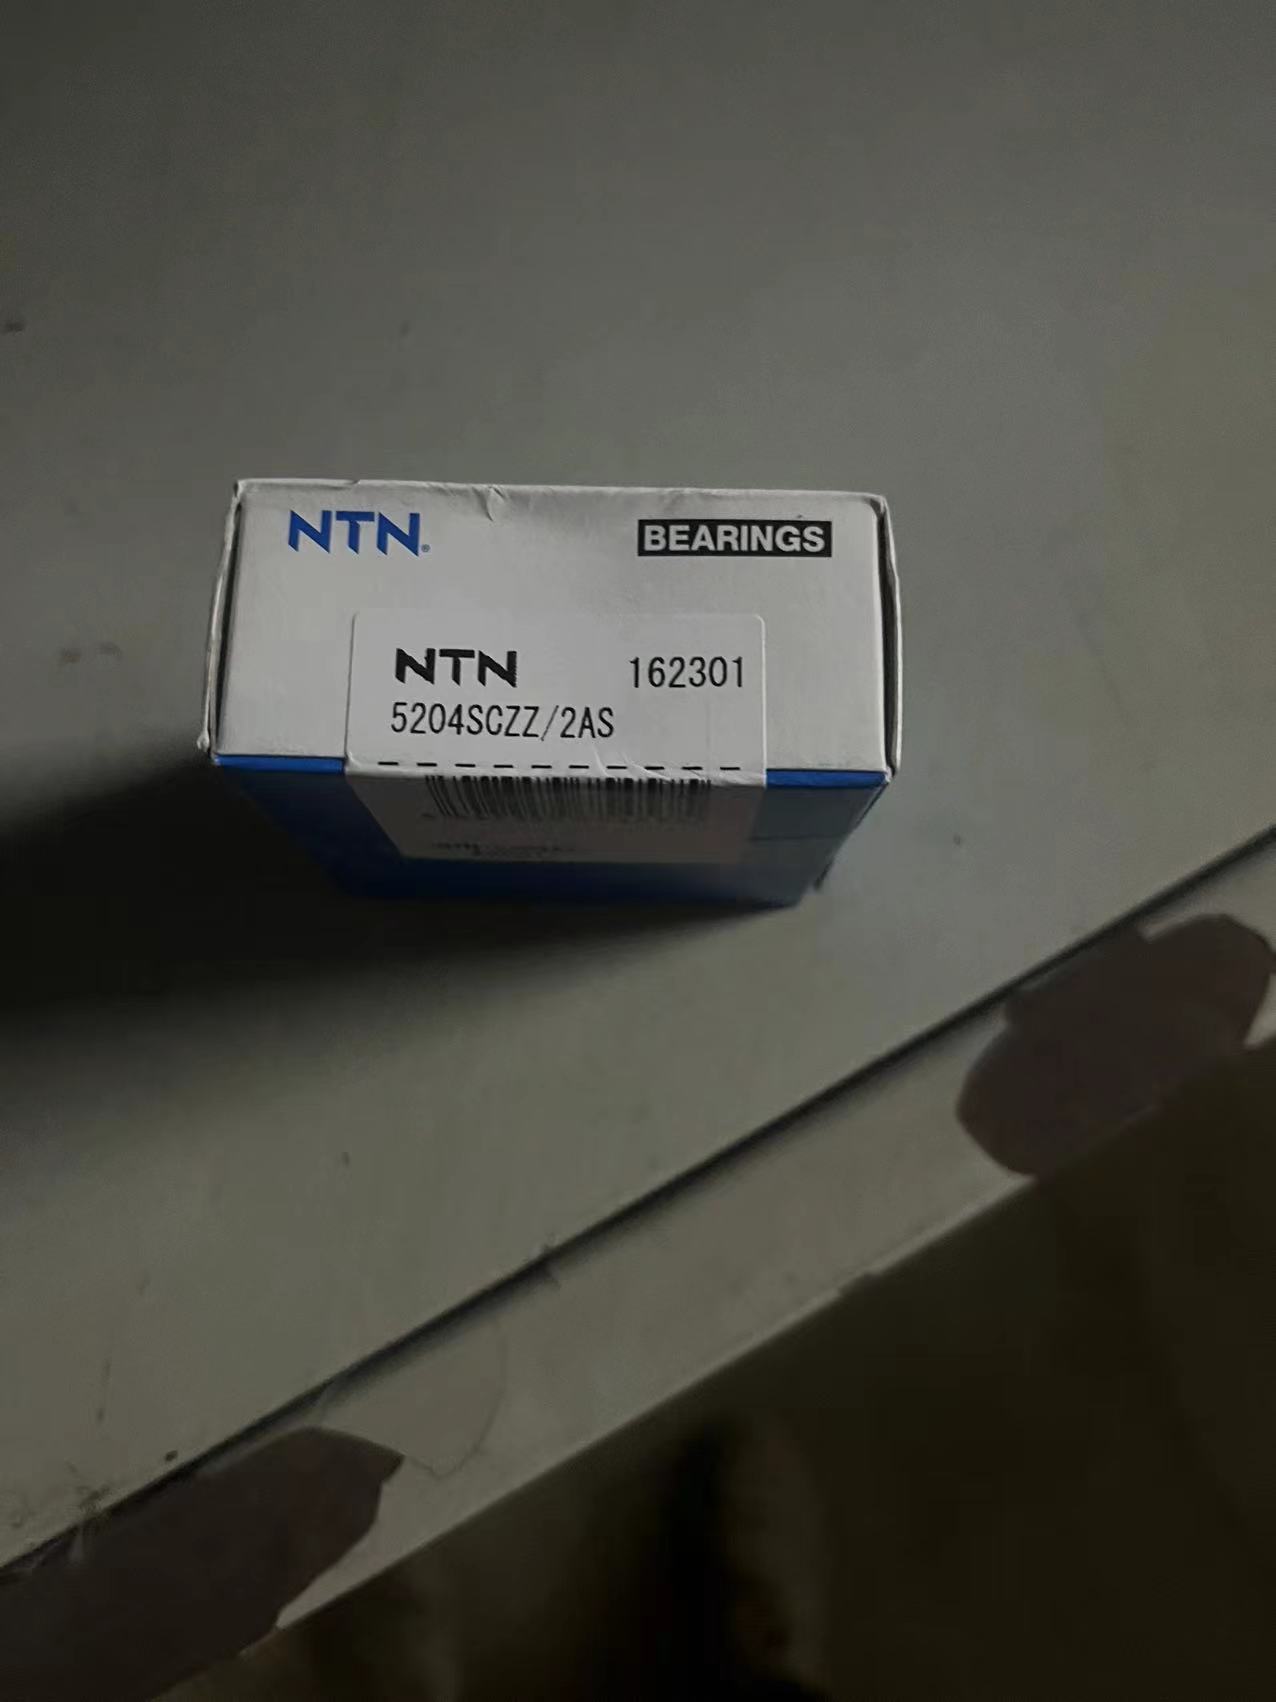 NTN®
BEARINGS
NTN 162301
5204SCZZ/2AS